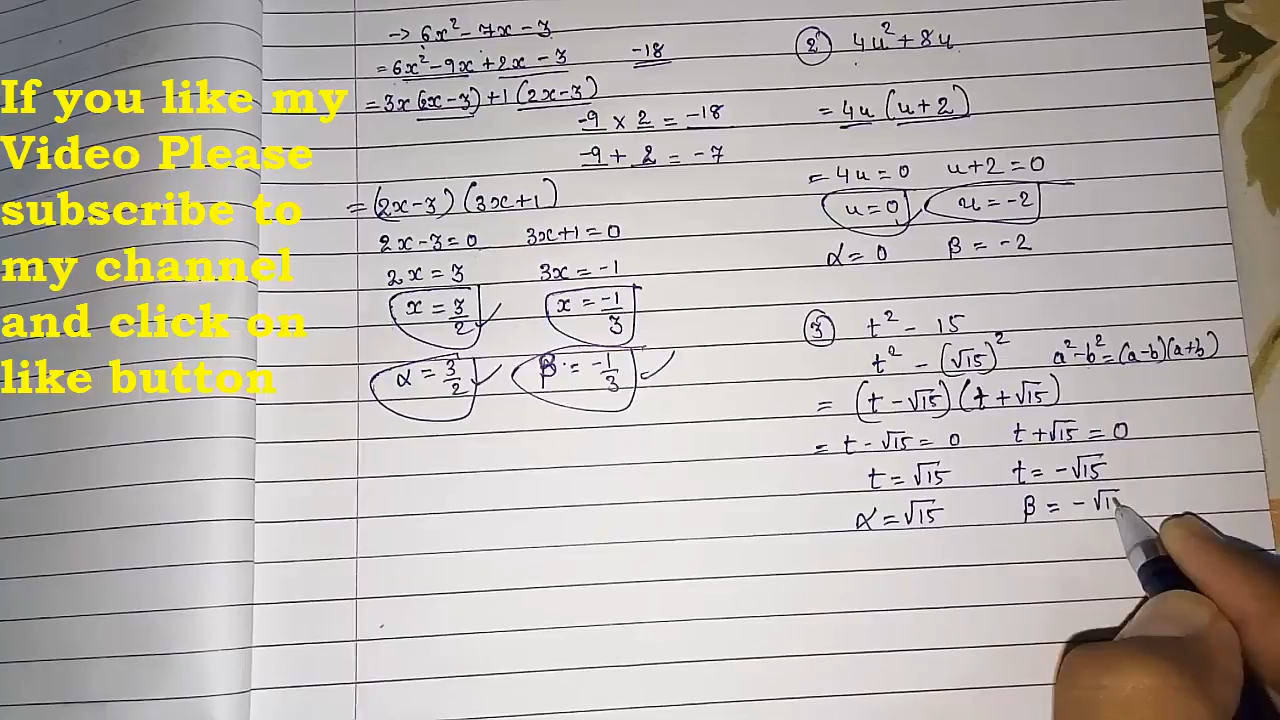 If you like my
Video Please
subscribe to
my channel
and click on
like button
→ 6x² - 7x - 3
= 6x² - 9x + 2x - 3
-18
= 3x(2x-3) + 1(2x-3)
-9 × 2 = -18
-9 + 2 = -7
= (2x-3) (3x+1)
2x-3=0 3x+1=0
2x = 3 3x = -1
x = 3/2 x = -1/3
α = 3/2 β = -1/3
② 4u² + 8u
= 4u (u+2)
= 4u=0 u+2=0
u=0 u=-2
α = 0 β = -2
③ t² - 15
t² - (√15)² a²-b²=(a-b)(a+b)
= (t-√15) (t+√15)
= t-√15 = 0 t+√15 = 0
t = √15 t = -√15
α = √15 β = -√1